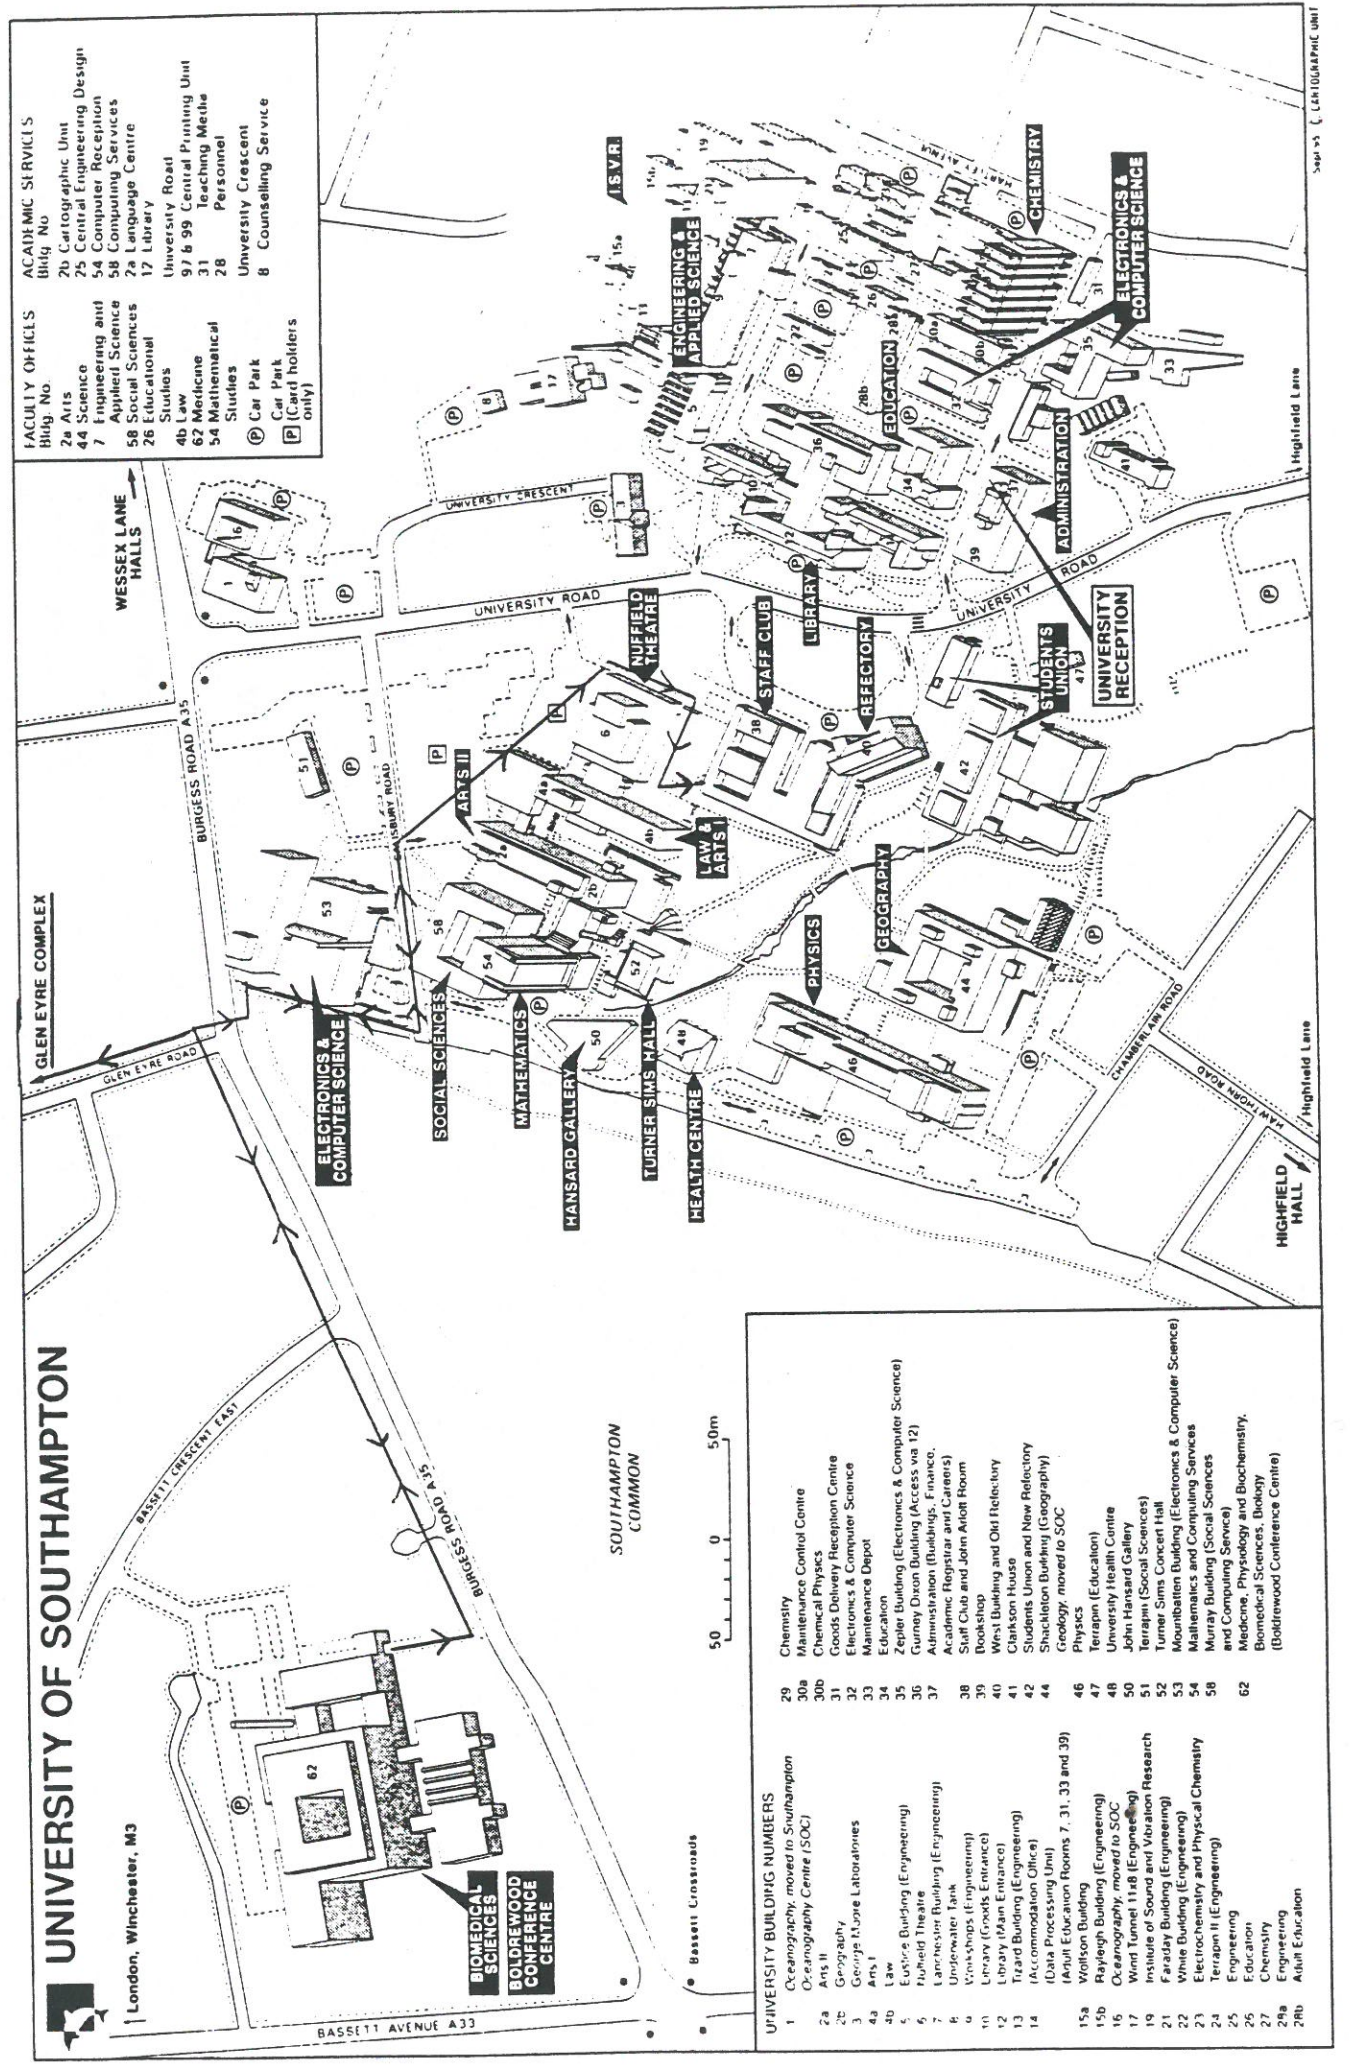 UNIVERSITY OF SOUTHAMPTON
London, Winchester, M3
BASSETT AVENUE A33
Bassett Crossroads
BIOMEDICAL
SCIENCES
BOLDREWOOD
CONFERENCE
CENTRE
62
P
BASSETT CRESCENT EAST
BURGESS ROAD A35
SOUTHAMPTON
COMMON
50 0 50m
GLEN EYRE COMPLEX
GLEN EYRE ROAD
BURGESS ROAD A35
WESSEX LANE
HALLS
ELECTRONICS &
COMPUTER SCIENCE
SOCIAL SCIENCES
MATHEMATICS
HANSARD GALLERY
TURNER SIMS HALL
HEALTH CENTRE
ARTS II
LAW &
ARTS I
NUFFIELD
THEATRE
STAFF CLUB
LIBRARY
REFECTORY
PHYSICS
GEOGRAPHY
STUDENTS
UNION
UNIVERSITY
RECEPTION
ADMINISTRATION
EDUCATION
ENGINEERING &
APPLIED SCIENCE
I.S.V.R.
CHEMISTRY
ELECTRONICS &
COMPUTER SCIENCE
UNIVERSITY CRESCENT
UNIVERSITY ROAD
UNIVERSITY ROAD
CHAMBERLAIN ROAD
HAWTHORN ROAD
Highfield Lane
Highfield Lane
HIGHFIELD
HALL
FACULTY OFFICES
Bldg. No.
2a Arts
44 Science
7 Engineering and
Applied Science
58 Social Sciences
26 Educational
Studies
4b Law
62 Medicine
54 Mathematical
Studies
P Car Park
P Car Park
(Card holders
only)
ACADEMIC SERVICES
Bldg No
2b Cartographic Unit
25 Central Engineering Design
54 Computer Reception
58 Computing Services
2a Language Centre
12 Library
University Road
97 & 99 Central Printing Unit
31 Teaching Media
28 Personnel
University Crescent
8 Counselling Service
UNIVERSITY BUILDING NUMBERS
1 Oceanography, moved to Southampton
Oceanography Centre (SOC)
2a Arts II
2b Geography
3 George Moore Laboratories
4a Arts I
4b Law
5 Eustice Building (Engineering)
6 Nuffield Theatre
7 Lanchester Building (Engineering)
8 Underwater Tank
9 Workshops (Engineering)
10 Library (Goods Entrance)
12 Library (Main Entrance)
13 Tizard Building (Engineering)
14 (Accommodation Office)
(Data Processing Unit)
(Adult Education Rooms 7, 31, 33 and 39)
15a Wolfson Building
15b Rayleigh Building (Engineering)
16 Oceanography, moved to SOC
17 Wind Tunnel (Engineering)
19 Institute of Sound and Vibration Research
21 Faraday Building (Engineering)
22 White Building (Engineering)
23 Electrochemistry and Physical Chemistry
24 Terrapin II (Engineering)
25 Engineering
26 Education
27 Chemistry
28a Engineering
28b Adult Education
29 Chemistry
30a Maintenance Control Centre
30b Chemical Physics
31 Goods Delivery Reception Centre
32 Electronics & Computer Science
33 Maintenance Depot
34 Education
35 Zepler Building (Electronics & Computer Science)
36 Gurney Dixon Building (Access via 12)
37 Administration (Buildings, Finance,
Academic Registrar and Careers)
38 Staff Club and John Arlott Room
39 Bookshop
40 West Building and Old Refectory
41 Clarkson House
42 Students Union and New Refectory
44 Shackleton Building (Geography)
Geology, moved to SOC
46 Physics
47 Terrapin (Education)
48 University Health Centre
50 John Hansard Gallery
51 Terrapin (Social Sciences)
52 Turner Sims Concert Hall
53 Mountbatten Building (Electronics & Computer Science)
54 Mathematics and Computing Services
58 Murray Building (Social Sciences
and Computing Service)
62 Medicine, Physiology and Biochemistry,
Biomedical Sciences, Biology
(Boldrewood Conference Centre)
CARTOGRAPHIC UNIT